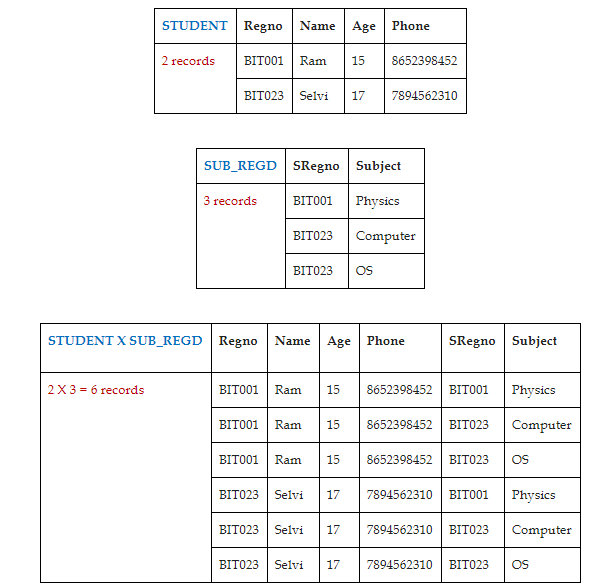 STUDENT Regno Name Age Phone
2 records BIT001 Ram 15 8652398452
BIT023 Selvi 17 7894562310
SUB_REGD SRegno Subject
3 records BIT001 Physics
BIT023 Computer
BIT023 OS
STUDENT X SUB_REGD Regno Name Age Phone SRegno Subject
2 X 3 = 6 records BIT001 Ram 15 8652398452 BIT001 Physics
BIT001 Ram 15 8652398452 BIT023 Computer
BIT001 Ram 15 8652398452 BIT023 OS
BIT023 Selvi 17 7894562310 BIT001 Physics
BIT023 Selvi 17 7894562310 BIT023 Computer
BIT023 Selvi 17 7894562310 BIT023 OS